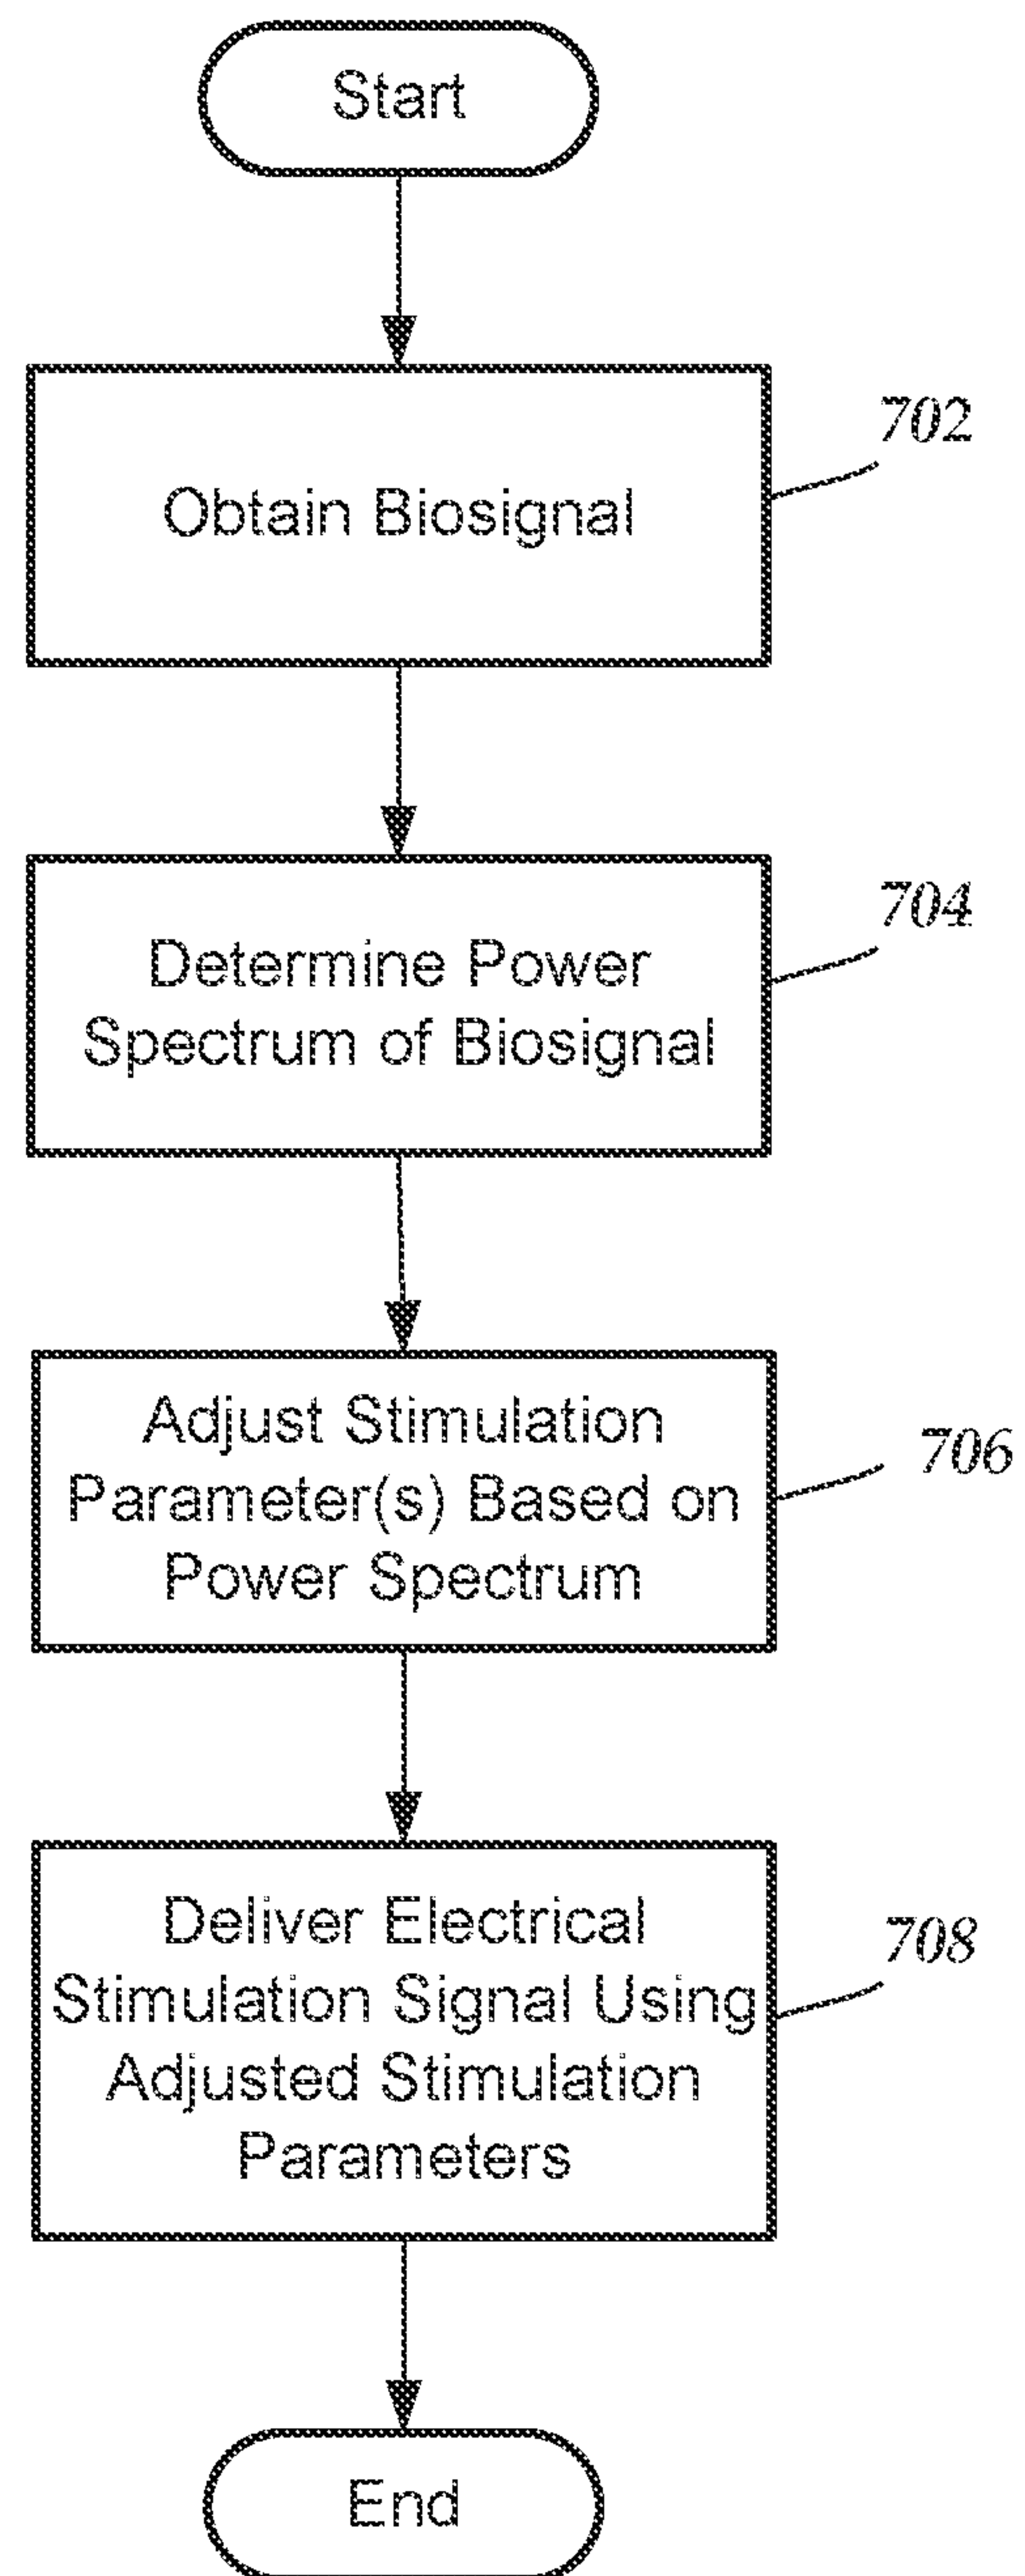 Start
Obtain Biosignal
702
Determine Power
Spectrum of Biosignal
704
Adjust Stimulation
Parameter(s) Based on
Power Spectrum
706
Deliver Electrical
Stimulation Signal Using
Adjusted Stimulation
Parameters
708
End